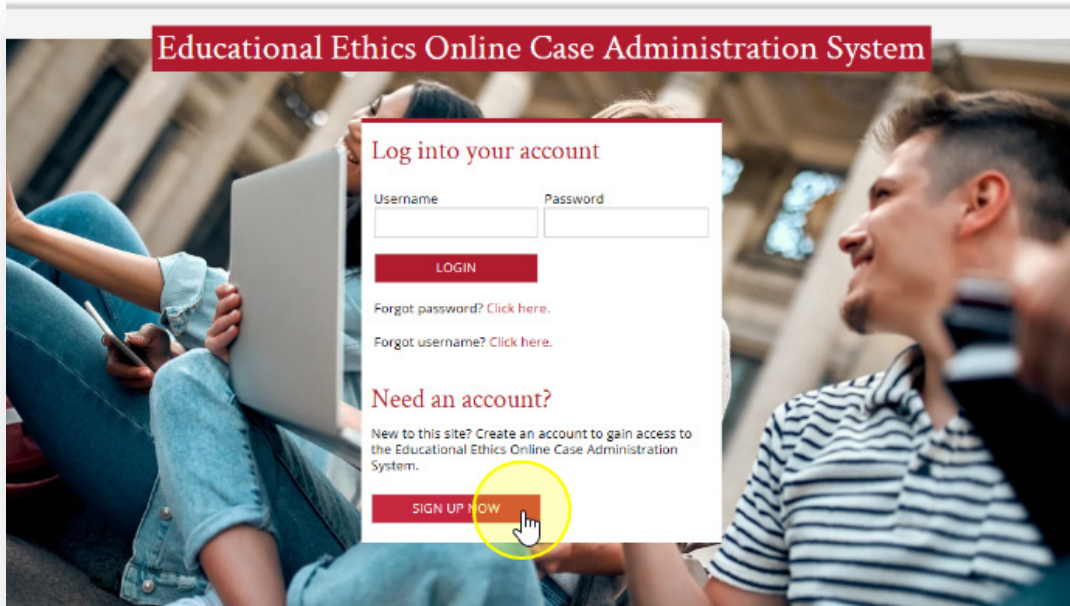 Educational Ethics Online Case Administration System
Log into your account
Username Password
LOGIN
Forgot password? Click here.
Forgot username? Click here.
Need an account?
New to this site? Create an account to gain access to
the Educational Ethics Online Case Administration
System.
SIGN UP NOW